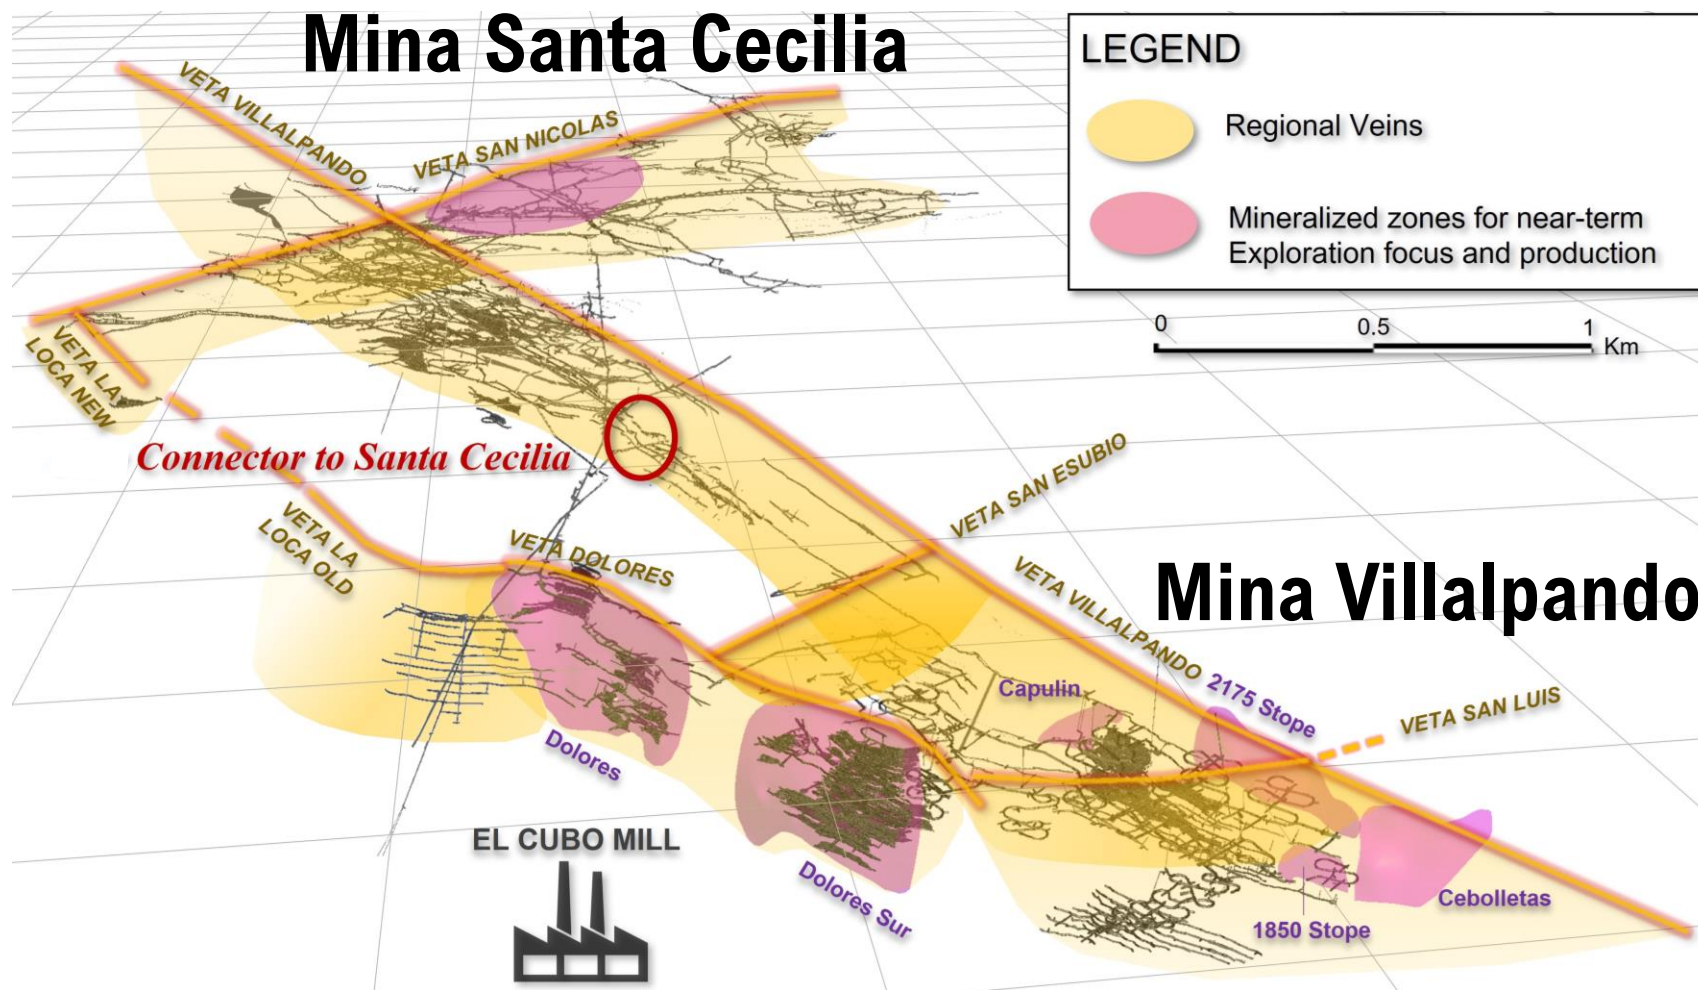 Mina Santa Cecilia
LEGEND
Regional Veins
Mineralized zones for near-term
Exploration focus and production
0 0.5 1
Km
VETA VILLALPANDO
VETA SAN NICOLAS
VETA LA
LOCA NEW
Connector to Santa Cecilia
VETA LA
LOCA OLD
VETA DOLORES
VETA SAN ESUBIO
VETA VILLALPANDO
Mina Villalpando
2175 Stope
VETA SAN LUIS
Capulin
Dolores
Dolores Sur
Cebolletas
1850 Stope
EL CUBO MILL